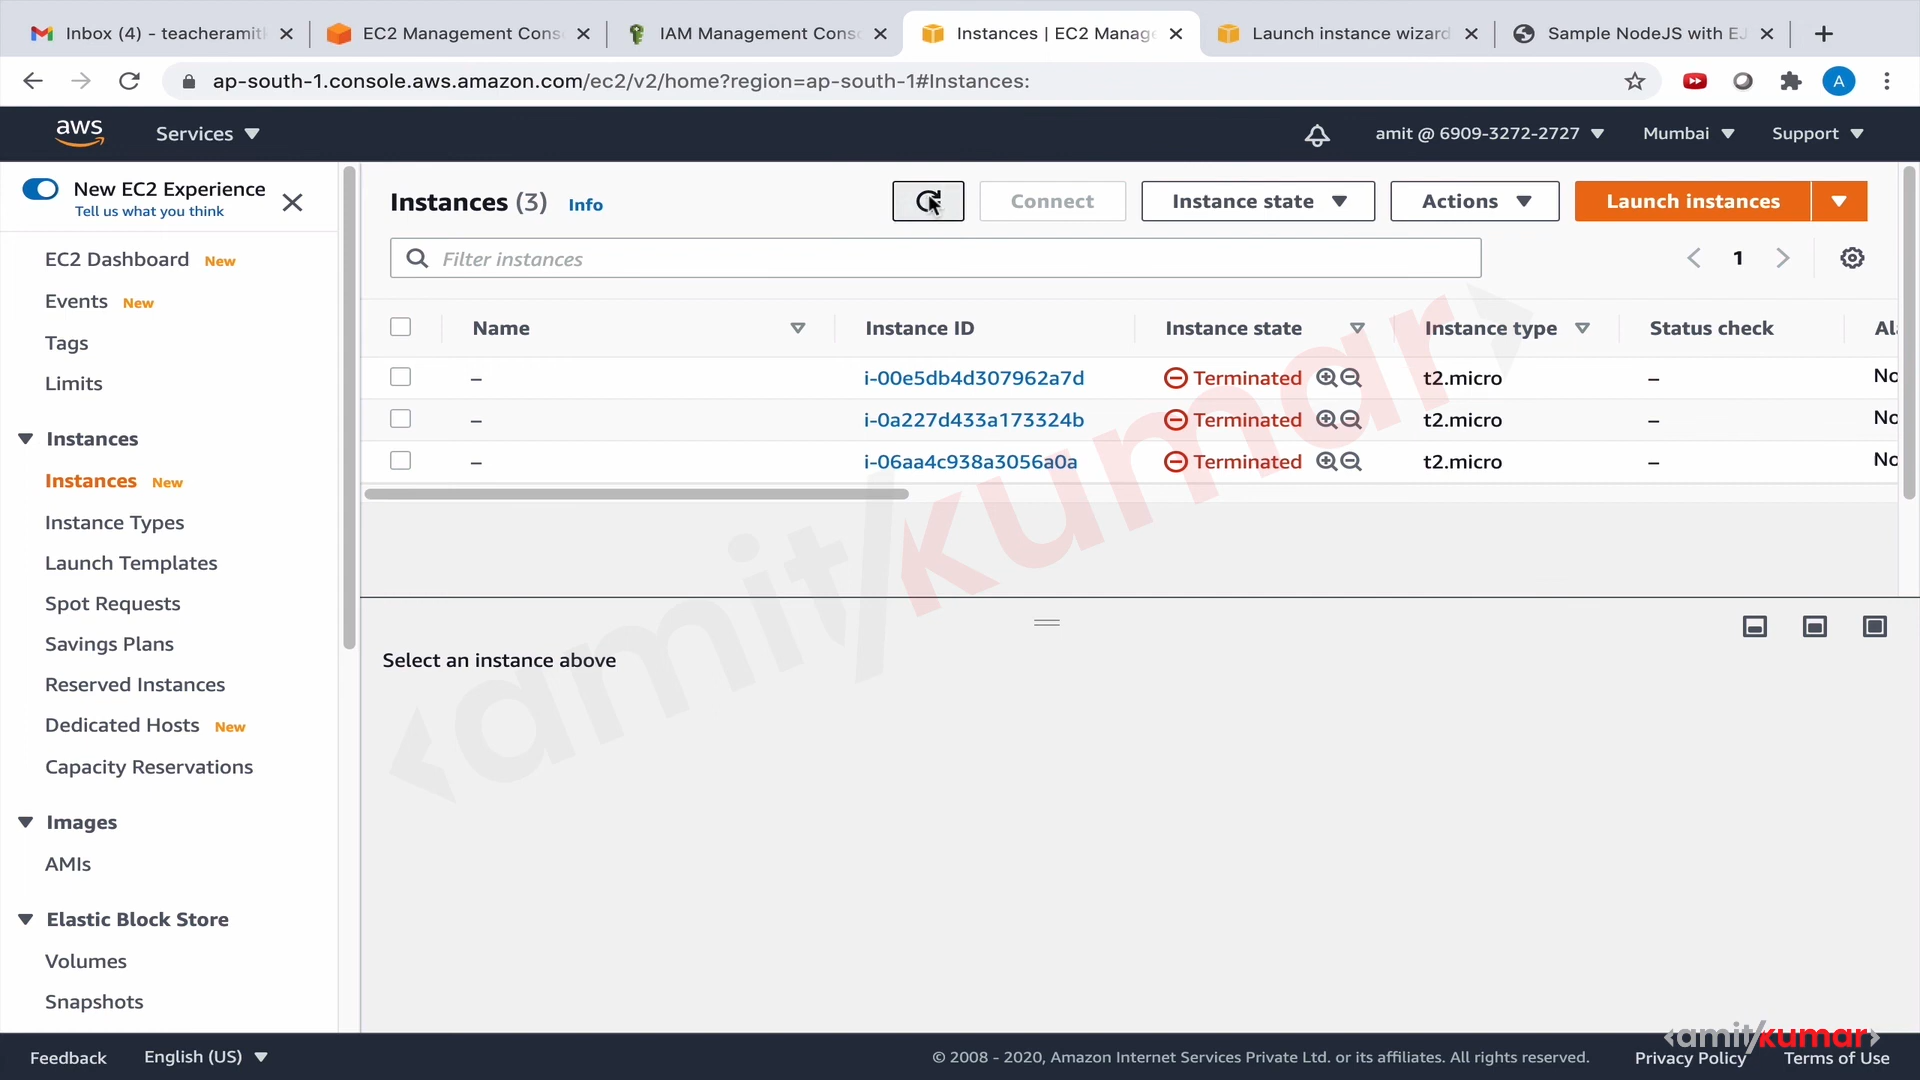 Inbox (4) - teacheramit
EC2 Management Cons
IAM Management Cons
Instances | EC2 Manag
Launch instance wizard
Sample NodeJS with EJ
ap-south-1.console.aws.amazon.com/ec2/v2/home?region=ap-south-1#Instances:
A
aws
Services
amit @ 6909-3272-2727
Mumbai
Support
New EC2 Experience
Tell us what you think
EC2 Dashboard New
Events New
Tags
Limits
Instances
Instances New
Instance Types
Launch Templates
Spot Requests
Savings Plans
Reserved Instances
Dedicated Hosts New
Capacity Reservations
Images
AMIs
Elastic Block Store
Volumes
Snapshots
Instances (3) Info
Connect
Instance state
Actions
Launch instances
Filter instances
1
Name Instance ID Instance state Instance type Status check Al
– i-00e5db4d307962a7d Terminated t2.micro – No
– i-0a227d433a173324b Terminated t2.micro – No
– i-06aa4c938a3056a0a Terminated t2.micro – No
Select an instance above
<amit/kumar>
<amit/kumar>
Feedback
English (US)
© 2008 - 2020, Amazon Internet Services Private Ltd. or its affiliates. All rights reserved.
Privacy Policy
Terms of Use